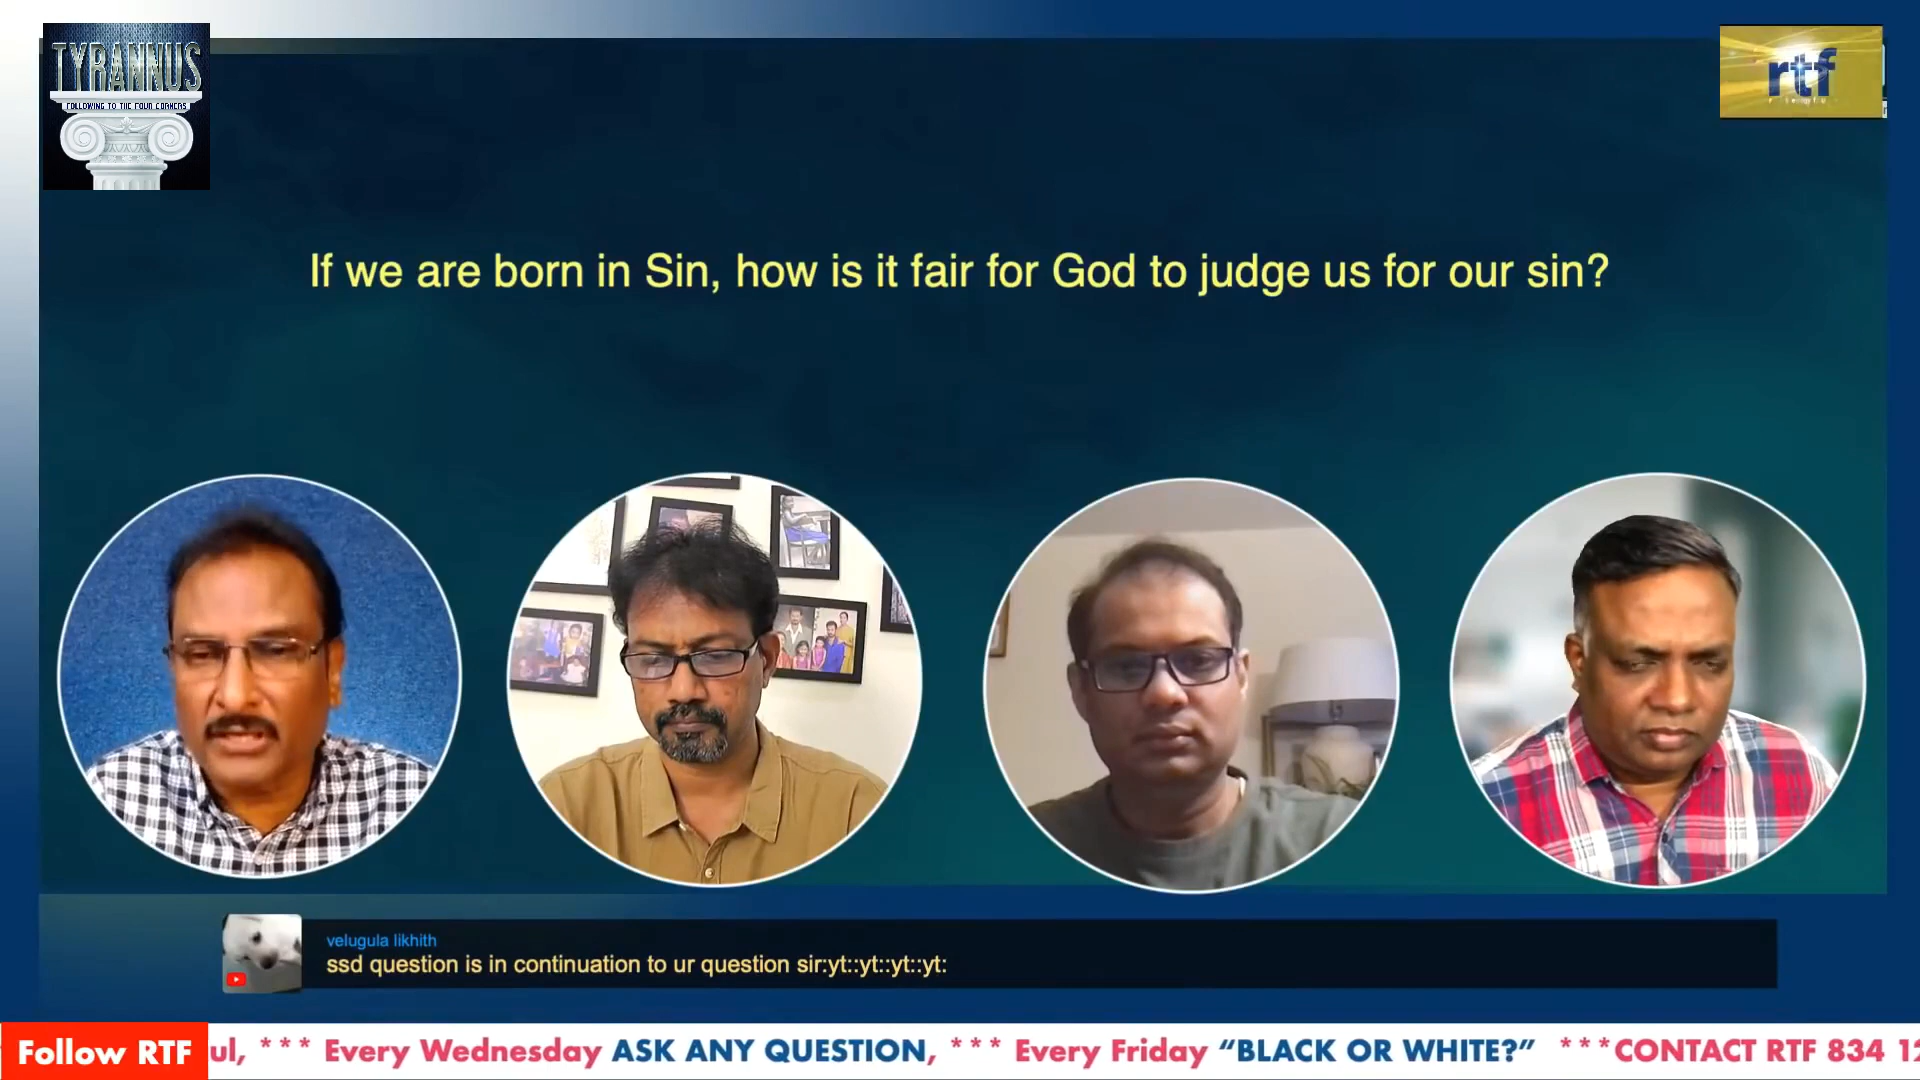 TYRANNUS
FOLLOWING TO THE FOUR CORNERS
rtf
If we are born in Sin, how is it fair for God to judge us for our sin?
velugula likhith
ssd question is in continuation to ur question sir:yt::yt::yt::yt:
Follow RTF
ul, *** Every Wednesday ASK ANY QUESTION, *** Every Friday “BLACK OR WHITE?” ***CONTACT RTF 834 12